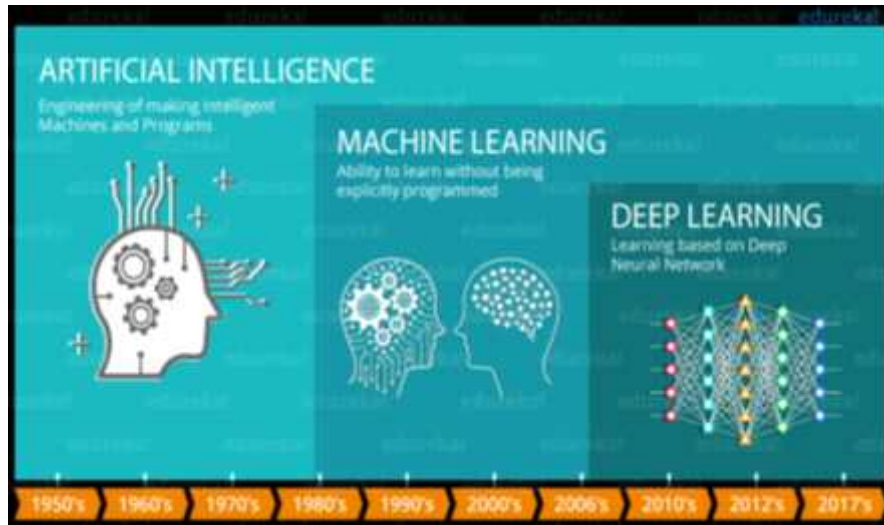 edureka!
ARTIFICIAL INTELLIGENCE
Engineering of making Intelligent
Machines and Programs
MACHINE LEARNING
Ability to learn without being
explicitly programmed
DEEP LEARNING
Learning based on Deep
Neural Network
1950's 1960's 1970's 1980's 1990's 2000's 2006's 2010's 2012's 2017's